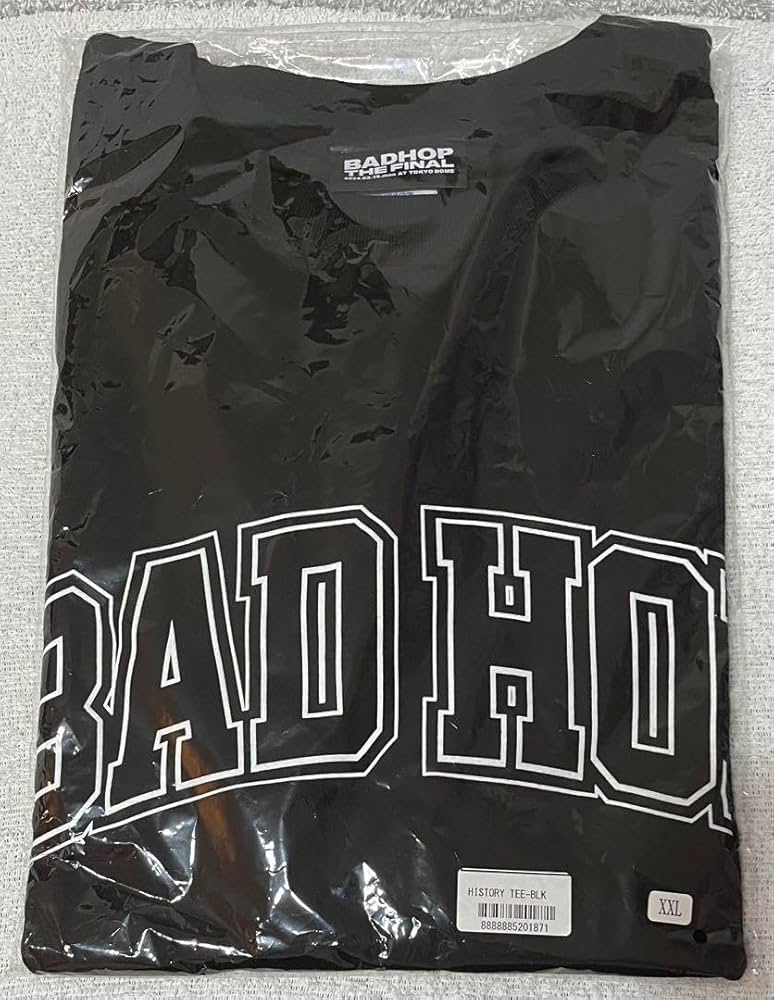 BADHOP
THE FINAL
AT TOKYO DOME
BAD HO
HISTORY TEE-BLK
8888885201871
XXL